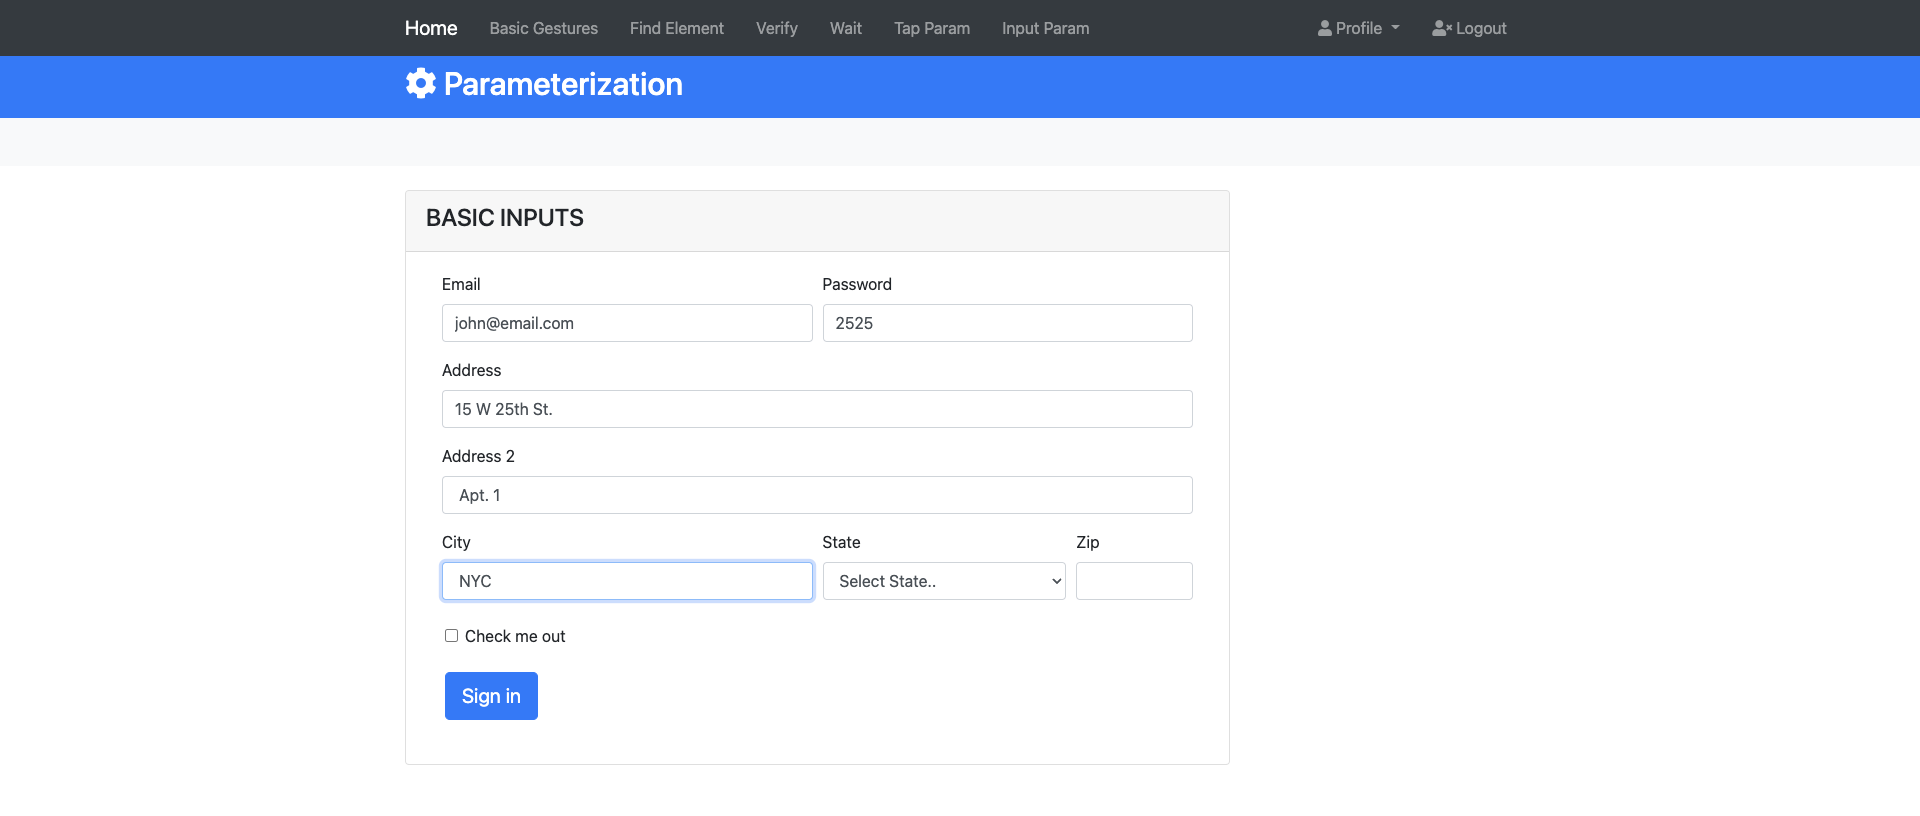 Home Basic Gestures Find Element Verify Wait Tap Param Input Param Profile Logout
Parameterization
BASIC INPUTS
Email Password
john@email.com 2525
Address
15 W 25th St.
Address 2
Apt. 1
City State Zip
NYC Select State..
Check me out
Sign in